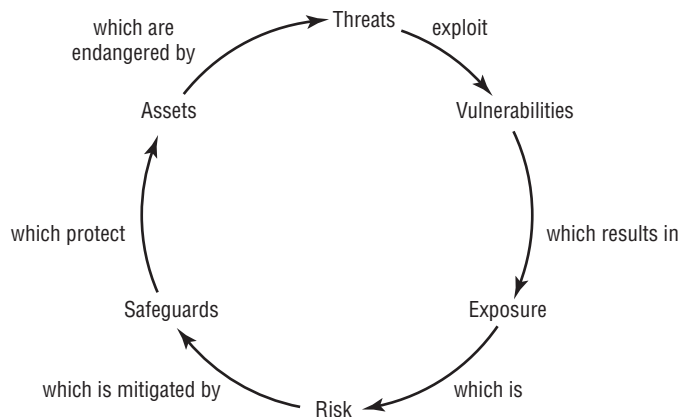 which are
endangered by
Threats
exploit
Assets
Vulnerabilities
which protect
which results in
Safeguards
Exposure
which is mitigated by
which is
Risk